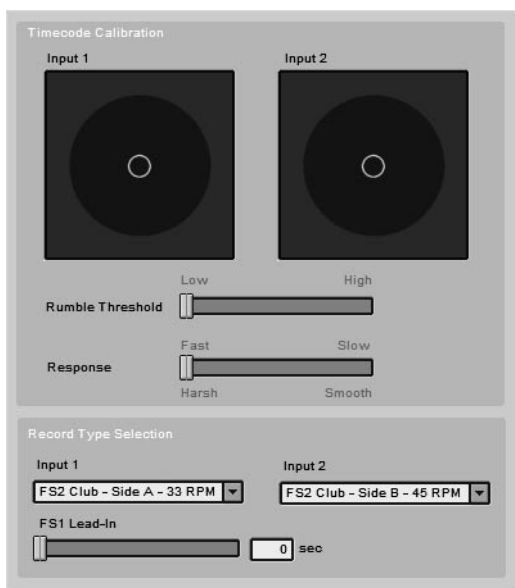 Timecode Calibration
Input 1 Input 2
Low High
Rumble Threshold
Fast Slow
Response
Harsh Smooth
Record Type Selection
Input 1 Input 2
FS2 Club - Side A - 33 RPM FS2 Club - Side B - 45 RPM
FS1 Lead-In
0 sec